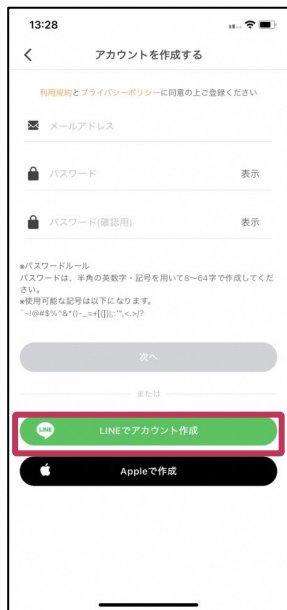 13:28
アカウントを作成する
利用規約とプライバシーポリシーに同意の上ご登録ください
メールアドレス
パスワード 表示
パスワード(確認用) 表示
※パスワードルール
パスワードは、半角の英数字・記号を用いて8~64字で作成してくだ
さい。
※使用可能な記号は以下になります。
`~!@#$%^&*()-_=+[{]}|;:'",<.>/?
次へ
または
LINE LINEでアカウント作成
Appleで作成